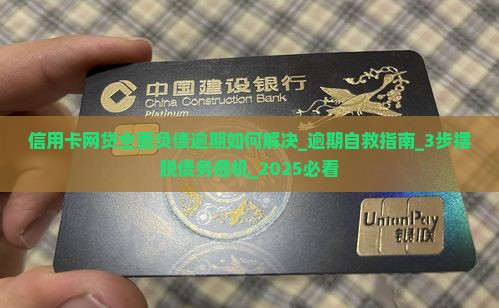 中国建设银行
China Construction Bank
Platinum
信用卡网贷全面负债逾期如何解决_逾期自救指南_3步摆
脱债务危机_2025必看
UnionPay
银联